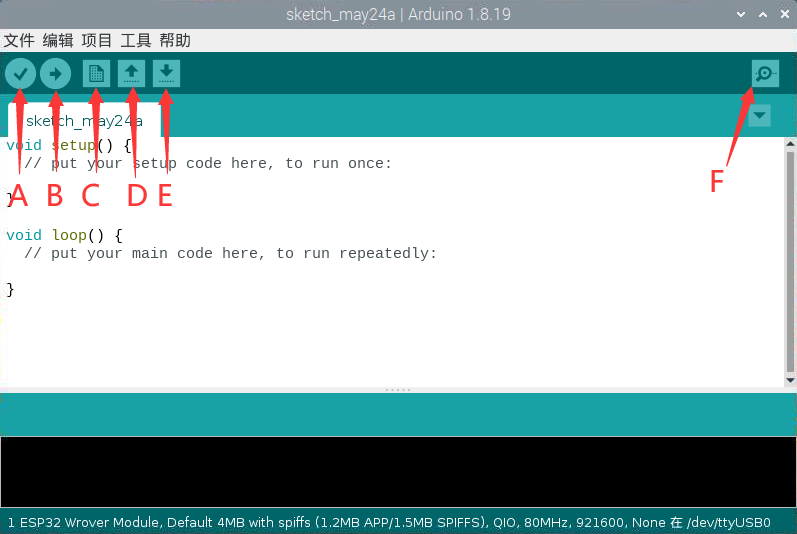 sketch_may24a | Arduino 1.8.19
文件 编辑 项目 工具 帮助
sketch_may24a
void setup() {
// put your setup code here, to run once:
A B C D E F
}
void loop() {
// put your main code here, to run repeatedly:
}
1 ESP32 Wrover Module, Default 4MB with spiffs (1.2MB APP/1.5MB SPIFFS), QIO, 80MHz, 921600, None 在 /dev/ttyUSB0